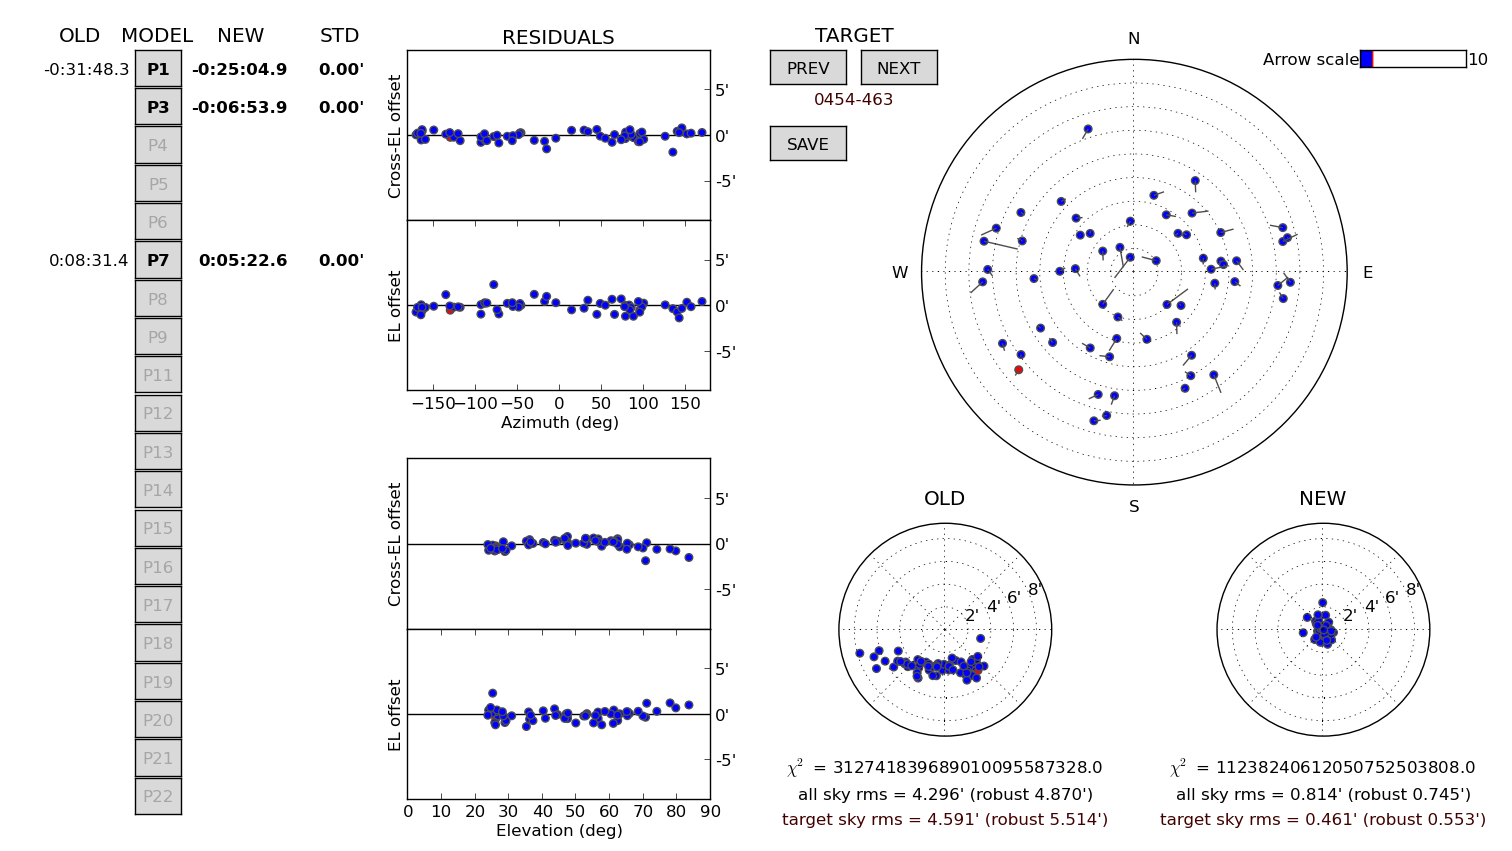 OLD MODEL NEW STD
-0:31:48.3 P1 -0:25:04.9 0.00'
P3 -0:06:53.9 0.00'
P4
P5
P6
0:08:31.4 P7 0:05:22.6 0.00'
P8
P9
P11
P12
P13
P14
P15
P16
P17
P18
P19
P20
P21
P22
RESIDUALS
Cross-EL offset
5'
0'
-5'
EL offset
5'
0'
-5'
−150 −100 −50 0 50 100 150
Azimuth (deg)
Cross-EL offset
5'
0'
-5'
EL offset
5'
0'
-5'
0 10 20 30 40 50 60 70 80 90
Elevation (deg)
TARGET
PREV NEXT
0454-463
SAVE
N
W E
S
Arrow scale 10
OLD
2' 4' 6' 8'
χ² = 3127418396890100955873​28.0
all sky rms = 4.296' (robust 4.870')
target sky rms = 4.591' (robust 5.514')
NEW
2' 4' 6' 8'
χ² = 11238240612050752503808.0
all sky rms = 0.814' (robust 0.745')
target sky rms = 0.461' (robust 0.553')